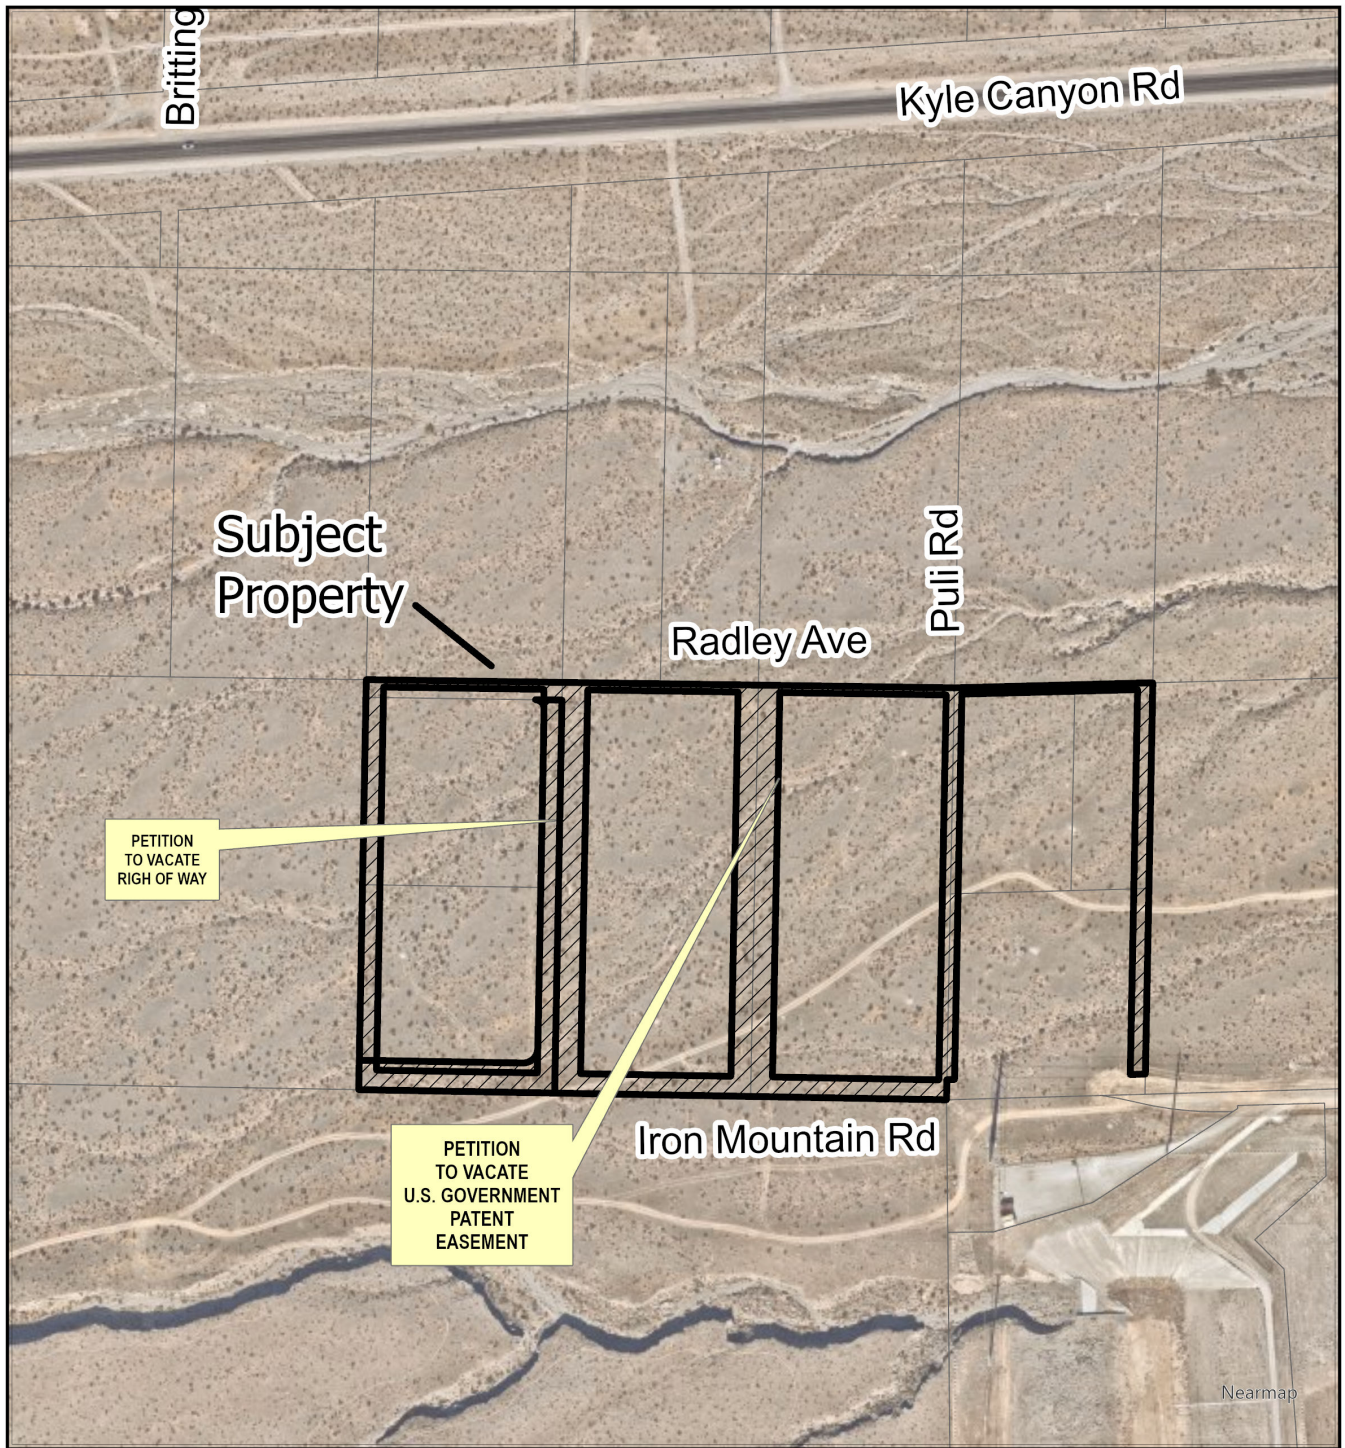 Britting
Kyle Canyon Rd
Subject
Property
Puli Rd
Radley Ave
PETITION
TO VACATE
RIGH OF WAY
PETITION
TO VACATE
U.S. GOVERNMENT
PATENT
EASEMENT
Iron Mountain Rd
Nearmap